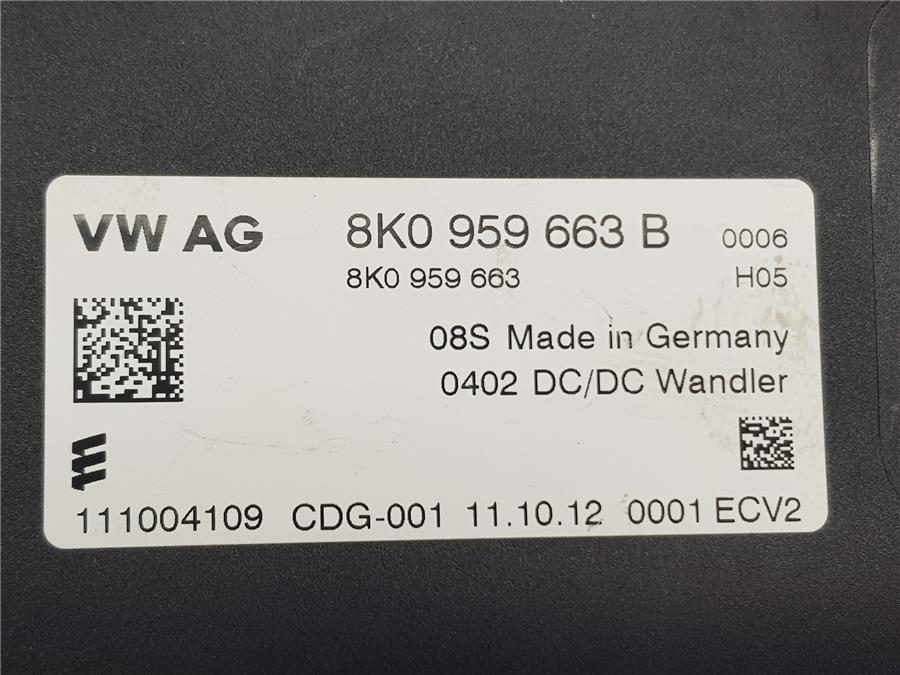 VW AG 8K0 959 663 B 0006
8K0 959 663 H05
08S Made in Germany
0402 DC/DC Wandler
111004109 CDG-001 11.10.12 0001 ECV2